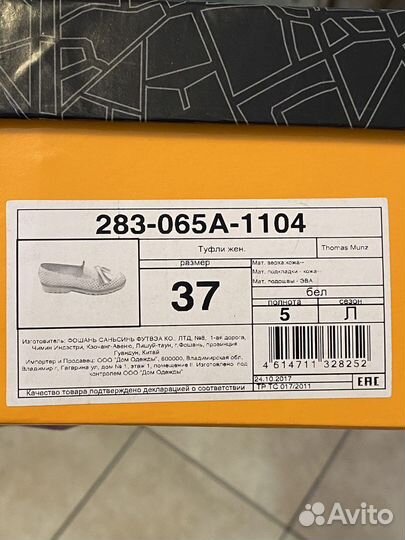 283-065A-1104
Туфли жен.
Thomas Munz
размер
37
Мат. верха:кожа--
Мат. подкладки - кожа-
Мат. подошвы - ЭВА
бел
полнота
сезон
5
Л
Изготовитель: ФОШАНЬ САНЬСИНЬ ФУТВЭА КО., ЛТД, №8, 1-ая дорога,
Чимин Индэстри, Кэочанг-Авеню, Лишуй-таун, г.Фошань, провинция
Гуандун, Китай
Импортер и Продавец: ООО "Дом Одежды", 600000, Владимирская обл,
Владимир г, Гагарина ул, дом № 1, этаж 1, помещение II. Изготовлено под
контролем ООО "Дом Одежды"
4 614711 328252
24.10.2017
Качество товара подтверждено декларацией о соответствии
ТР ТС 017/2011
EAC
Avito